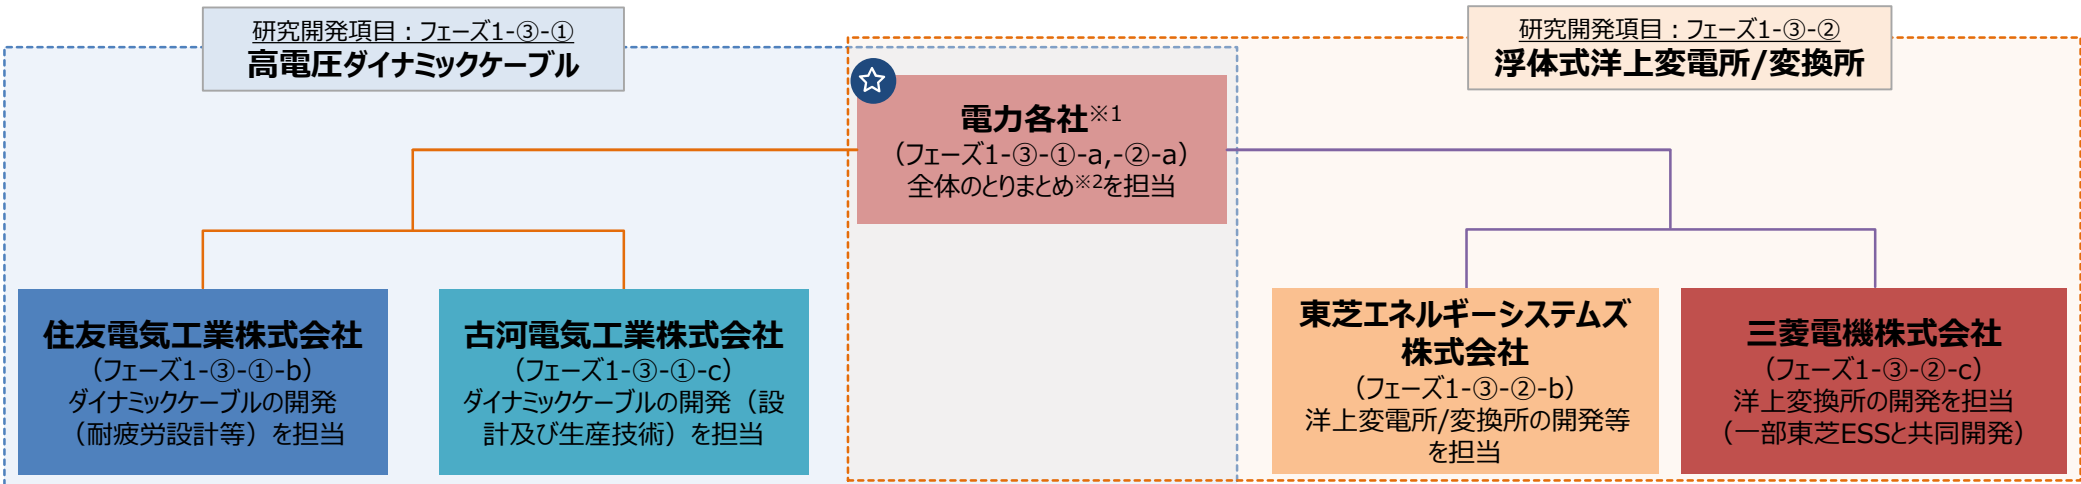 研究開発項目：フェーズ1-③-①
高電圧ダイナミックケーブル
研究開発項目：フェーズ1-③-②
浮体式洋上変電所/変換所
電力各社※1
（フェーズ1-③-①-a,-②-a）
全体のとりまとめ※2を担当
住友電気工業株式会社
（フェーズ1-③-①-b）
ダイナミックケーブルの開発
（耐疲労設計等）を担当
古河電気工業株式会社
（フェーズ1-③-①-c）
ダイナミックケーブルの開発（設
計及び生産技術）を担当
東芝エネルギーシステムズ
株式会社
（フェーズ1-③-②-b）
洋上変電所/変換所の開発等
を担当
三菱電機株式会社
（フェーズ1-③-②-c）
洋上変換所の開発を担当
（一部東芝ESSと共同開発）